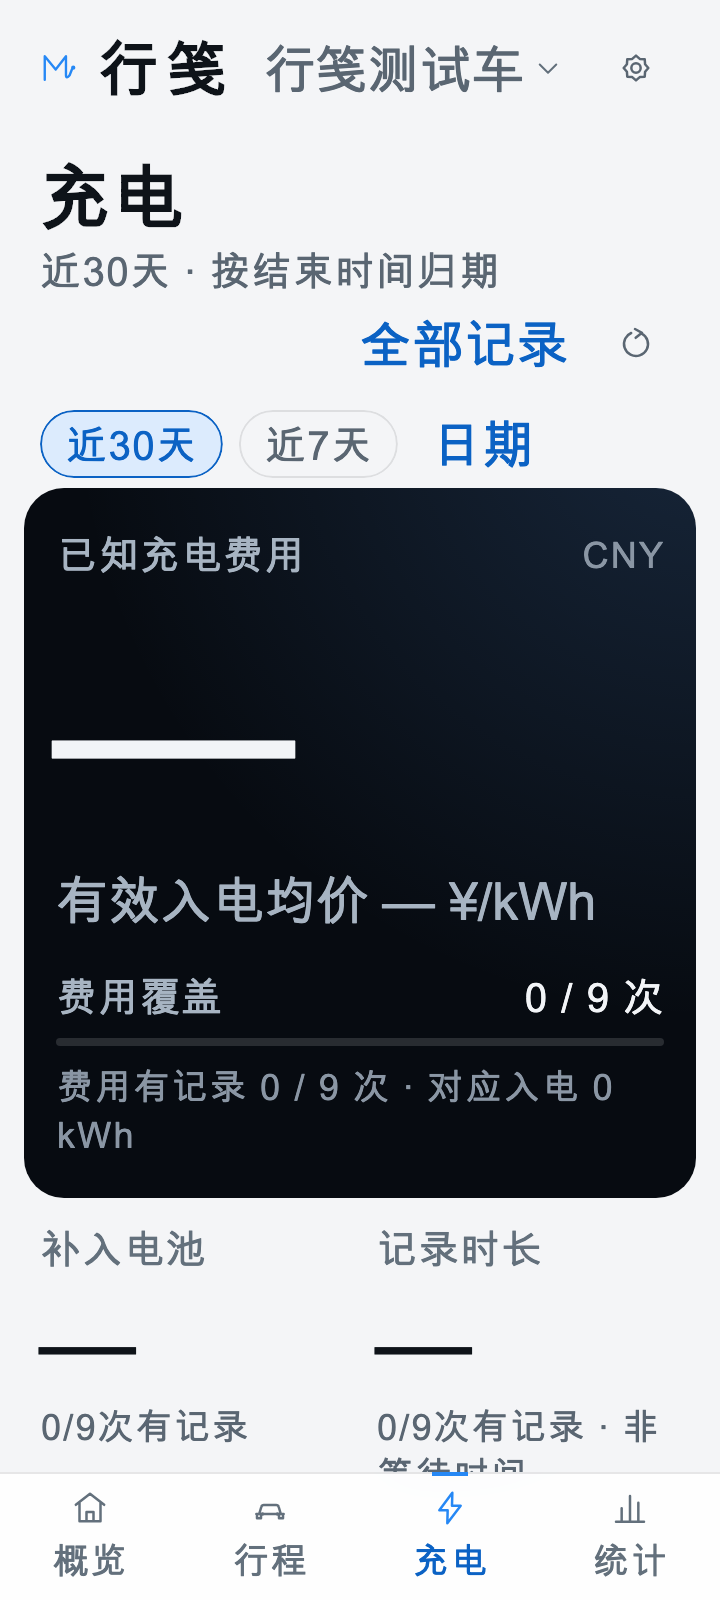 行笺 行笺测试车
充电
近30天 · 按结束时间归期
全部记录
近30天 近7天 日期
已知充电费用 CNY
—
有效入电均价 — ¥/kWh
费用覆盖 0 / 9 次
费用有记录 0 / 9 次 · 对应入电 0
kWh
补入电池 记录时长
— —
0/9次有记录 0/9次有记录 · 非
等待时间
概览 行程 充电 统计